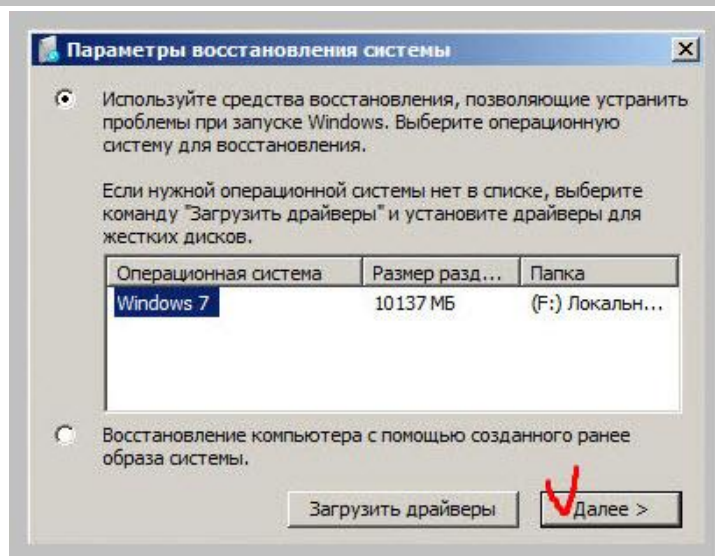 Параметры восстановления системы
Используйте средства восстановления, позволяющие устранить
проблемы при запуске Windows. Выберите операционную
систему для восстановления.
Если нужной операционной системы нет в списке, выберите
команду "Загрузить драйверы" и установите драйверы для
жестких дисков.
Операционная система Размер разд... Папка
Windows 7 10137 МБ (F:) Локальн...
Восстановление компьютера с помощью созданного ранее
образа системы.
Загрузить драйверы Далее >